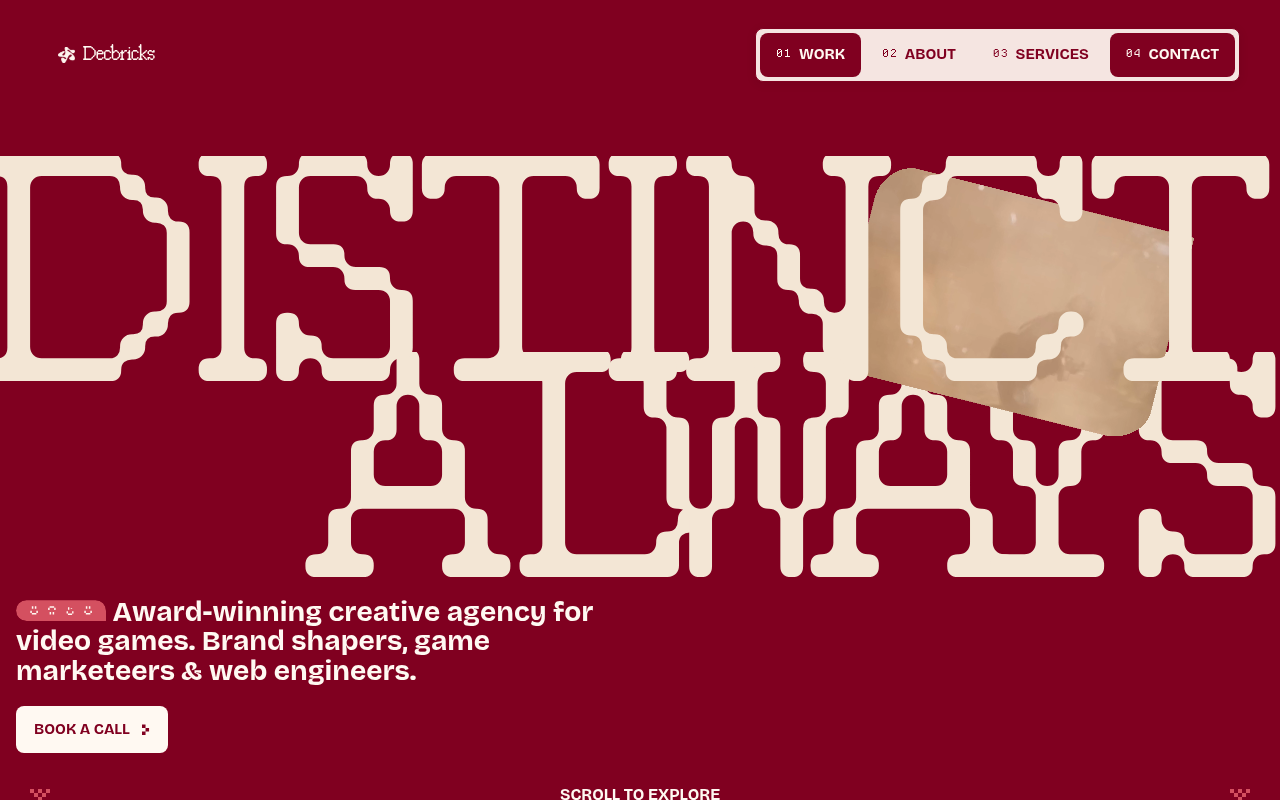 Decbricks
01 WORK 02 ABOUT 03 SERVICES 04 CONTACT
DISTINCT
ALWAYS
Award-winning creative agency for
video games. Brand shapers, game
marketeers & web engineers.
BOOK A CALL
SCROLL TO EXPLORE